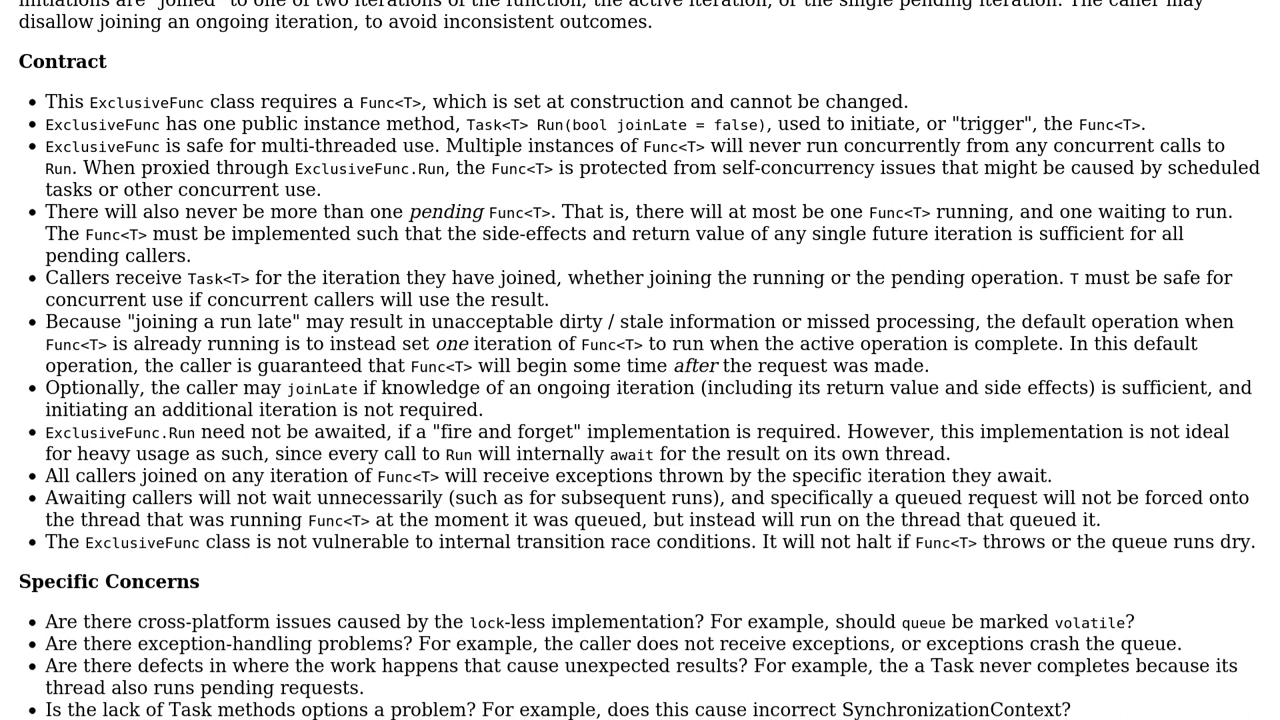 initiations are "joined" to one of two iterations of the function, the active iteration, or the single pending iteration. The caller may
disallow joining an ongoing iteration, to avoid inconsistent outcomes.
Contract
• This ExclusiveFunc class requires a Func<T>, which is set at construction and cannot be changed.
• ExclusiveFunc has one public instance method, Task<T> Run(bool joinLate = false), used to initiate, or "trigger", the Func<T>.
• ExclusiveFunc is safe for multi-threaded use. Multiple instances of Func<T> will never run concurrently from any concurrent calls to
Run. When proxied through ExclusiveFunc.Run, the Func<T> is protected from self-concurrency issues that might be caused by scheduled
tasks or other concurrent use.
• There will also never be more than one pending Func<T>. That is, there will at most be one Func<T> running, and one waiting to run.
The Func<T> must be implemented such that the side-effects and return value of any single future iteration is sufficient for all
pending callers.
• Callers receive Task<T> for the iteration they have joined, whether joining the running or the pending operation. T must be safe for
concurrent use if concurrent callers will use the result.
• Because "joining a run late" may result in unacceptable dirty / stale information or missed processing, the default operation when
Func<T> is already running is to instead set one iteration of Func<T> to run when the active operation is complete. In this default
operation, the caller is guaranteed that Func<T> will begin some time after the request was made.
• Optionally, the caller may joinLate if knowledge of an ongoing iteration (including its return value and side effects) is sufficient, and
initiating an additional iteration is not required.
• ExclusiveFunc.Run need not be awaited, if a "fire and forget" implementation is required. However, this implementation is not ideal
for heavy usage as such, since every call to Run will internally await for the result on its own thread.
• All callers joined on any iteration of Func<T> will receive exceptions thrown by the specific iteration they await.
• Awaiting callers will not wait unnecessarily (such as for subsequent runs), and specifically a queued request will not be forced onto
the thread that was running Func<T> at the moment it was queued, but instead will run on the thread that queued it.
• The ExclusiveFunc class is not vulnerable to internal transition race conditions. It will not halt if Func<T> throws or the queue runs dry.
Specific Concerns
• Are there cross-platform issues caused by the lock-less implementation? For example, should queue be marked volatile?
• Are there exception-handling problems? For example, the caller does not receive exceptions, or exceptions crash the queue.
• Are there defects in where the work happens that cause unexpected results? For example, the a Task never completes because its
thread also runs pending requests.
• Is the lack of Task methods options a problem? For example, does this cause incorrect SynchronizationContext?